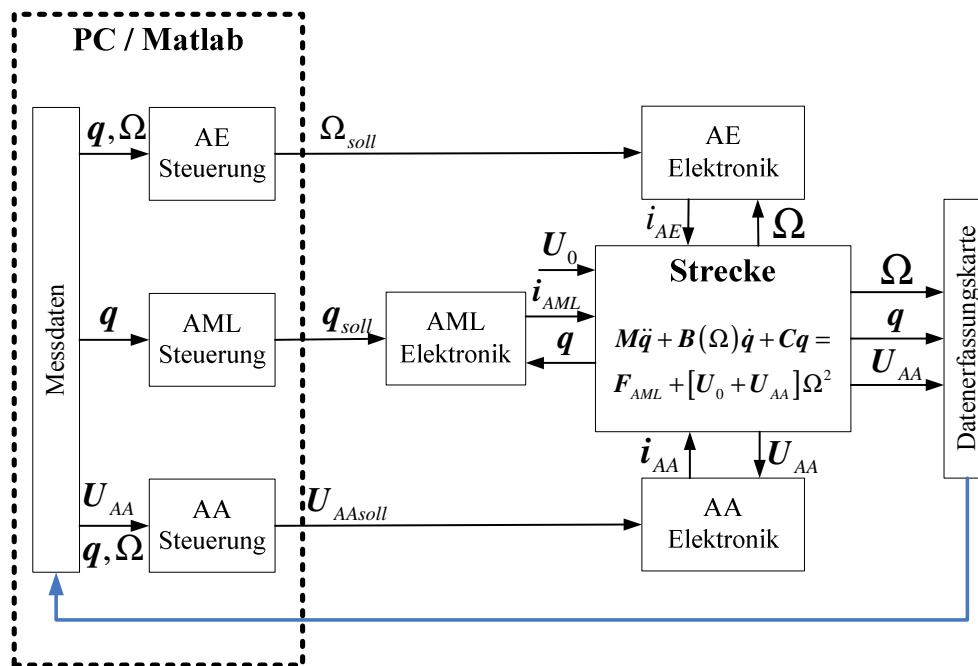 PC / Matlab
Messdaten
q, Ω
AE
Steuerung
Ω_soll
AE
Elektronik
i_AE
Ω
q
AML
Steuerung
q_soll
AML
Elektronik
U_0
i_AML
q
Strecke
Mq̈ + B(Ω)q̇ + Cq =
F_AML + [U_0 + U_AA]Ω²
Ω
q
U_AA
Datenerfassungskarte
i_AA
U_AA
U_AA
q, Ω
AA
Steuerung
U_AAsoll
AA
Elektronik